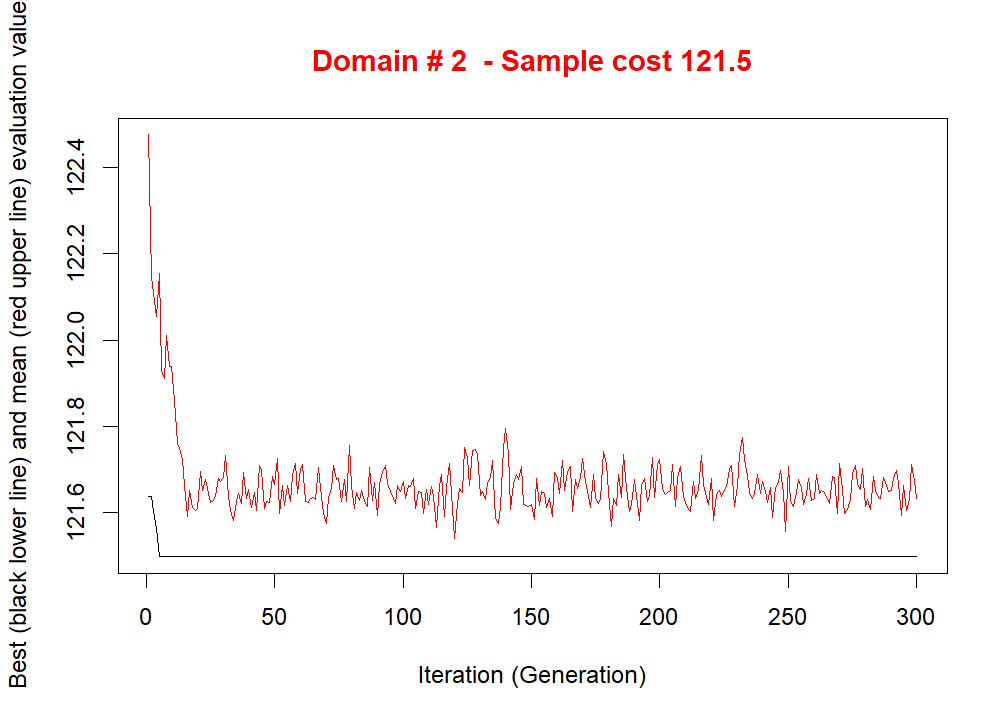 Domain # 2  - Sample cost 121.5
Best (black lower line) and mean (red upper line) evaluation value
122.4
122.2
122.0
121.8
121.6
0 50 100 150 200 250 300
Iteration (Generation)